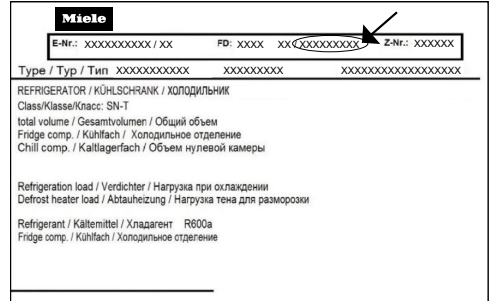 Miele
E-Nr.: XXXXXXXXXX / XX FD: XXXX XX XXXXXXXXX Z-Nr.: XXXXXX
Type / Typ / Тип XXXXXXXXXXX XXXXXXXXX XXXXXXXXXXXXXXXXXX
REFRIGERATOR / KÜHLSCHRANK / ХОЛОДИЛЬНИК
Class/Klasse/Класс: SN-T
total volume / Gesamtvolumen / Общий объем
Fridge comp. / Kühlfach / Холодильное отделение
Chill comp. / Kaltlagerfach / Объем нулевой камеры
Refrigeration load / Verdichter / Нагрузка при охлаждении
Defrost heater load / Abtauheizung / Нагрузка тена для разморозки
Refrigerant / Kältemittel / Хладагент R600a
Fridge comp. / Kühlfach / Холодильное отделение